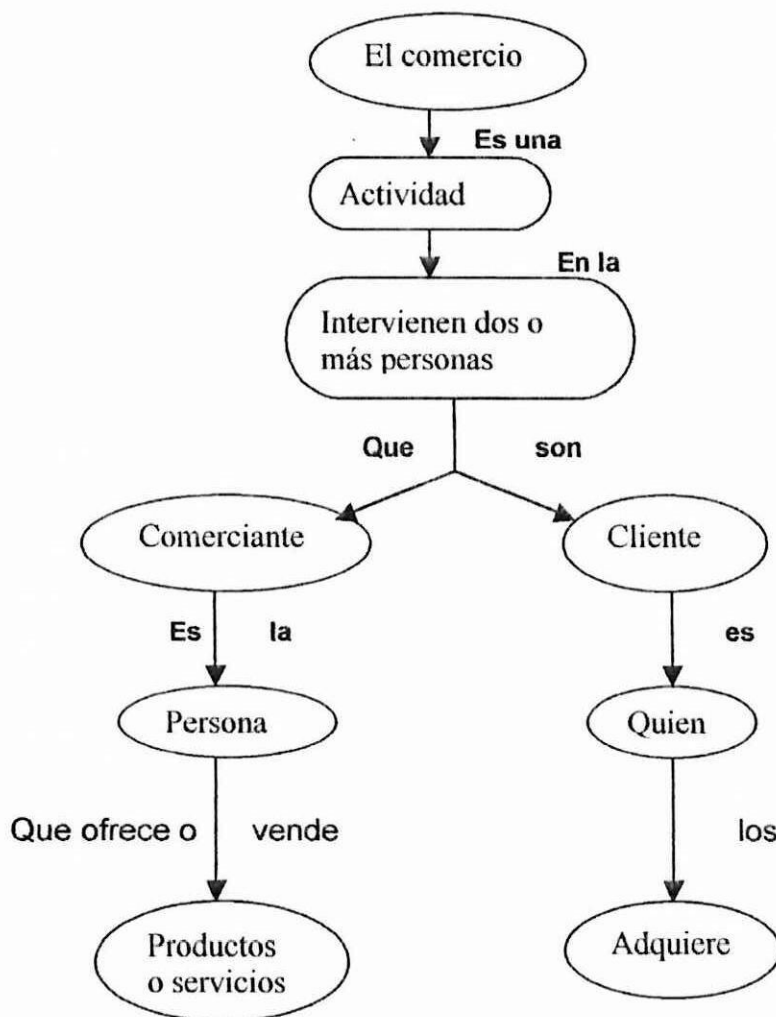 El comercio
Es una
Actividad
En la
Intervienen dos o
más personas
Que son
Comerciante
Cliente
Es la
es
Persona
Quien
Que ofrece o vende
los
Productos
o servicios
Adquiere